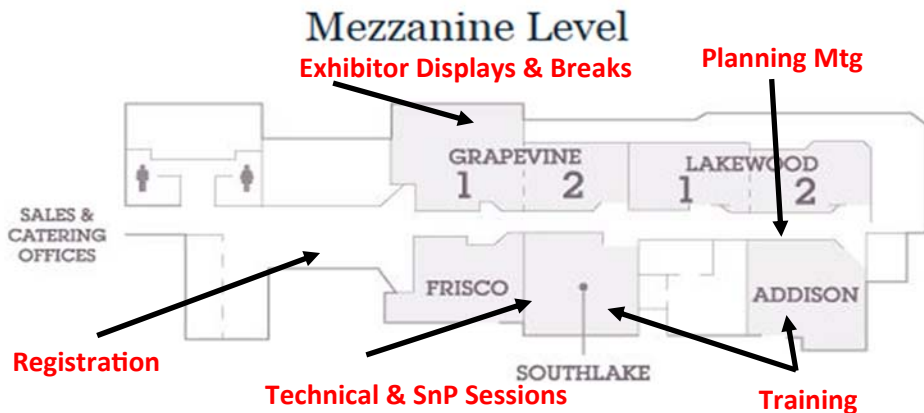 Mezzanine Level
Exhibitor Displays & Breaks
Planning Mtg
GRAPEVINE
1
2
LAKEWOOD
1
2
SALES &
CATERING
OFFICES
FRISCO
ADDISON
Registration
SOUTHLAKE
Technical & SnP Sessions
Training